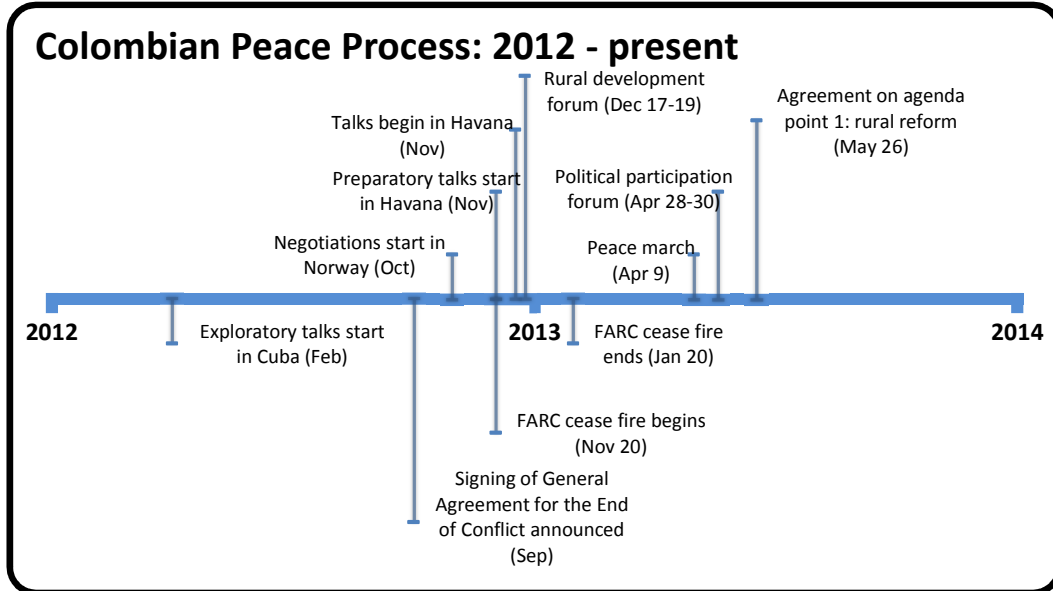 Colombian Peace Process: 2012 - present
Rural development
forum (Dec 17-19)
Agreement on agenda
point 1: rural reform
(May 26)
Talks begin in Havana
(Nov)
Preparatory talks start
in Havana (Nov)
Political participation
forum (Apr 28-30)
Negotiations start in
Norway (Oct)
Peace march
(Apr 9)
2012
2013
2014
Exploratory talks start
in Cuba (Feb)
FARC cease fire
ends (Jan 20)
FARC cease fire begins
(Nov 20)
Signing of General
Agreement for the End
of Conflict announced
(Sep)